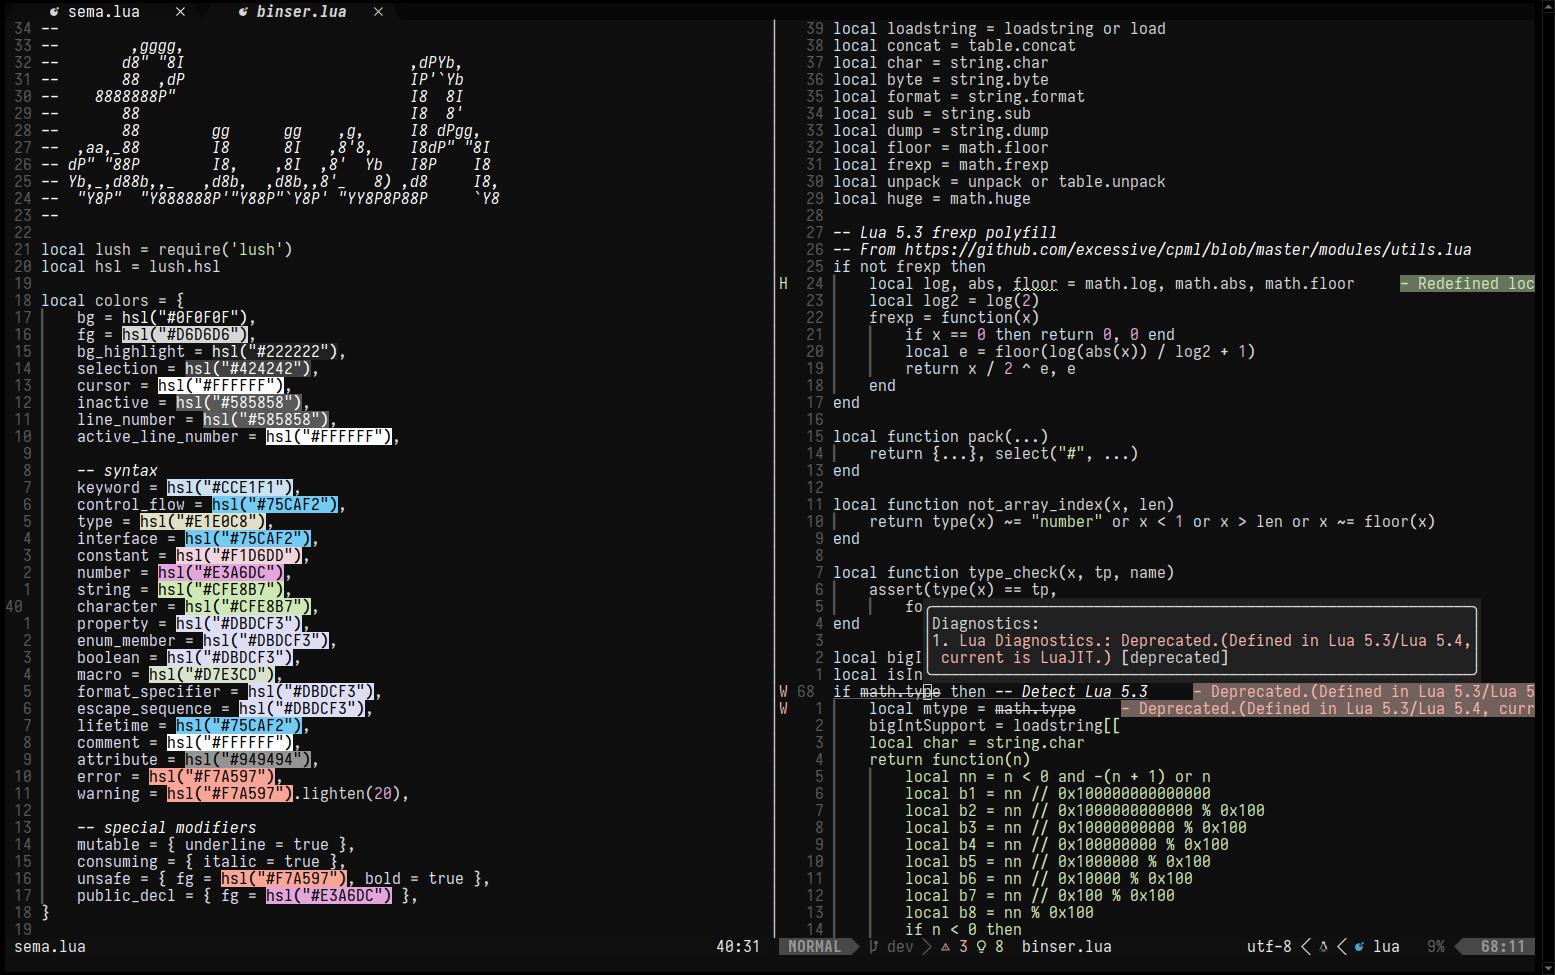 sema.lua × binser.lua ×
34 --
33 --        ,gggg,
32 --       d8" "8I                         ,dPYb,
31 --       88  ,dP                         IP'`Yb
30 --    8888888P"                          I8  8I
29 --       88                              I8  8'
28 --       88        gg      gg    ,g,     I8 dPgg,
27 --  ,aa,_88        I8      8I   ,8'8,    I8dP" "8I
26 -- dP" "88P        I8,    ,8I  ,8'  Yb   I8P    I8
25 -- Yb,_,d88b,,_   ,d8b,  ,d8b,,8'_   8) ,d8     I8,
24 --  "Y8P"  "Y888888P'"Y88P"`Y8P' "YY8P8P88P     `Y8
23 --
22
21 local lush = require('lush')
20 local hsl = lush.hsl
19
18 local colors = {
17     bg = hsl("#0F0F0F"),
16     fg = hsl("#D6D6D6"),
15     bg_highlight = hsl("#222222"),
14     selection = hsl("#424242"),
13     cursor = hsl("#FFFFFF"),
12     inactive = hsl("#585858"),
11     line_number = hsl("#585858"),
10     active_line_number = hsl("#FFFFFF"),
9
8     -- syntax
7     keyword = hsl("#CCE1F1"),
6     control_flow = hsl("#75CAF2"),
5     type = hsl("#E1E0C8"),
4     interface = hsl("#75CAF2"),
3     constant = hsl("#F1D6DD"),
2     number = hsl("#E3A6DC"),
1     string = hsl("#CFE8B7"),
40     character = hsl("#CFE8B7"),
1     property = hsl("#DBDCF3"),
2     enum_member = hsl("#DBDCF3"),
3     boolean = hsl("#DBDCF3"),
4     macro = hsl("#D7E3CD"),
5     format_specifier = hsl("#DBDCF3"),
6     escape_sequence = hsl("#DBDCF3"),
7     lifetime = hsl("#75CAF2"),
8     comment = hsl("#FFFFFF"),
9     attribute = hsl("#949494"),
10     error = hsl("#F7A597"),
11     warning = hsl("#F7A597").lighten(20),
12
13     -- special modifiers
14     mutable = { underline = true },
15     consuming = { italic = true },
16     unsafe = { fg = hsl("#F7A597"), bold = true },
17     public_decl = { fg = hsl("#E3A6DC") },
18 }
19
sema.lua 40:31
39 local loadstring = loadstring or load
38 local concat = table.concat
37 local char = string.char
36 local byte = string.byte
35 local format = string.format
34 local sub = string.sub
33 local dump = string.dump
32 local floor = math.floor
31 local frexp = math.frexp
30 local unpack = unpack or table.unpack
29 local huge = math.huge
28
27 -- Lua 5.3 frexp polyfill
26 -- From https://github.com/excessive/cpml/blob/master/modules/utils.lua
25 if not frexp then
H 24     local log, abs, floor = math.log, math.abs, math.floor     - Redefined loc
23     local log2 = log(2)
22     frexp = function(x)
21         if x == 0 then return 0, 0 end
20         local e = floor(log(abs(x)) / log2 + 1)
19         return x / 2 ^ e, e
18     end
17 end
16
15 local function pack(...)
14     return {...}, select("#", ...)
13 end
12
11 local function not_array_index(x, len)
10     return type(x) ~= "number" or x < 1 or x > len or x ~= floor(x)
9 end
8
7 local function type_check(x, tp, name)
6     assert(type(x) == tp,
5         fo
4 end
3
2 local bigI
1 local isIn
Diagnostics:
1. Lua Diagnostics.: Deprecated.(Defined in Lua 5.3/Lua 5.4,
current is LuaJIT.) [deprecated]
W 68 if math.type then -- Detect Lua 5.3     - Deprecated.(Defined in Lua 5.3/Lua 5
W 1     local mtype = math.type     - Deprecated.(Defined in Lua 5.3/Lua 5.4, curr
2     bigIntSupport = loadstring[[
3     local char = string.char
4     return function(n)
5         local nn = n < 0 and -(n + 1) or n
6         local b1 = nn // 0x100000000000000
7         local b2 = nn // 0x1000000000000 % 0x100
8         local b3 = nn // 0x10000000000 % 0x100
9         local b4 = nn // 0x100000000 % 0x100
10         local b5 = nn // 0x1000000 % 0x100
11         local b6 = nn // 0x10000 % 0x100
12         local b7 = nn // 0x100 % 0x100
13         local b8 = nn % 0x100
14         if n < 0 then
NORMAL dev 3 8 binser.lua utf-8 lua 9% 68:11